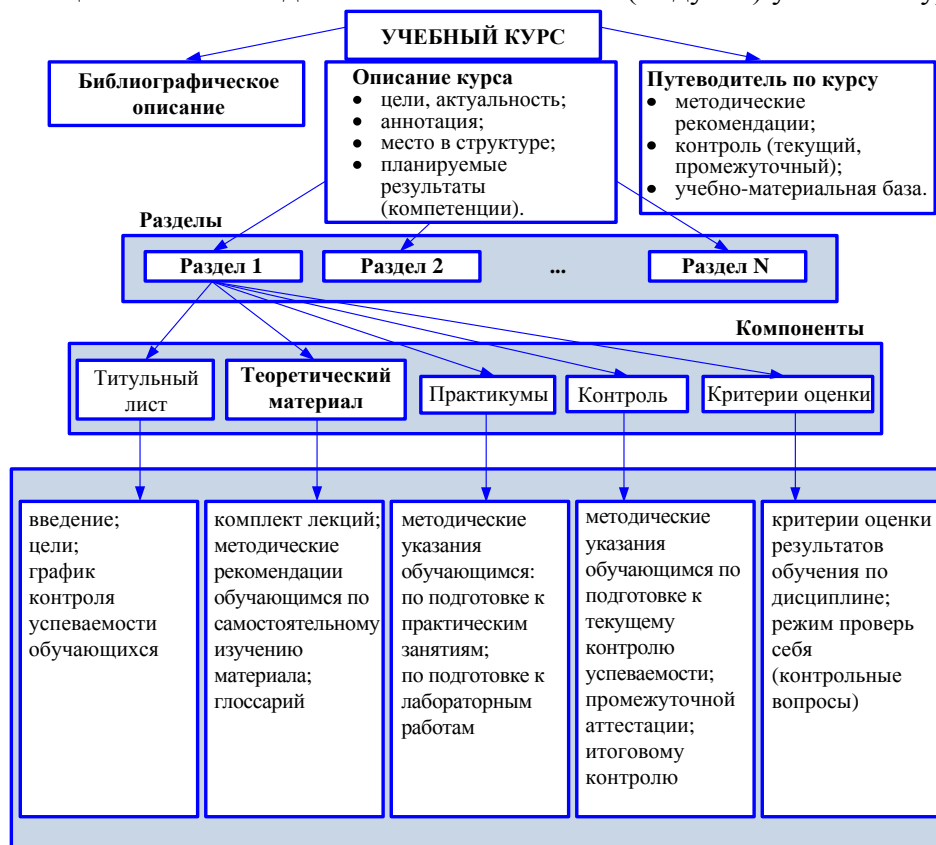 УЧЕБНЫЙ КУРС
Библиографическое
описание
Описание курса
• цели, актуальность;
• аннотация;
• место в структуре;
• планируемые
результаты
(компетенции).
Путеводитель по курсу
• методические
рекомендации;
• контроль (текущий,
промежуточный);
• учебно-материальная база.
Разделы
Раздел 1
Раздел 2
...
Раздел N
Компоненты
Титульный
лист
Теоретический
материал
Практикумы
Контроль
Критерии оценки
введение;
цели;
график
контроля
успеваемости
обучающихся
комплект лекций;
методические
рекомендации
обучающимся по
самостоятельному
изучению
материала;
глоссарий
методические
указания
обучающимся:
по подготовке к
практическим
занятиям;
по подготовке к
лабораторным
работам
методические
указания
обучающимся по
подготовке к
текущему
контролю
успеваемости;
промежуточной
аттестации;
итоговому
контролю
критерии оценки
результатов
обучения по
дисциплине;
режим проверь
себя
(контрольные
вопросы)